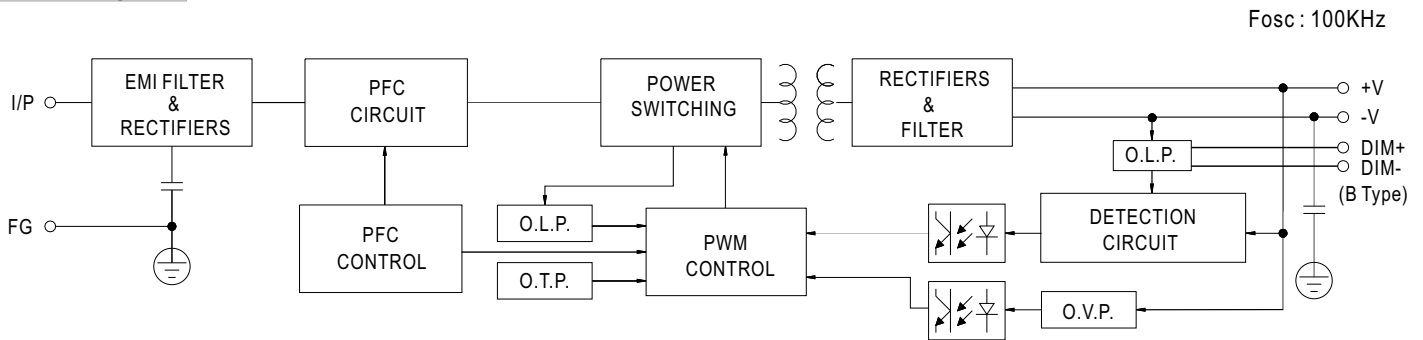 Fosc : 100KHz
I/P
EMI FILTER
&
RECTIFIERS
PFC
CIRCUIT
POWER
SWITCHING
RECTIFIERS
&
FILTER
+V
-V
DIM+
DIM-
(B Type)
O.L.P.
FG
PFC
CONTROL
O.L.P.
O.T.P.
PWM
CONTROL
DETECTION
CIRCUIT
O.V.P.